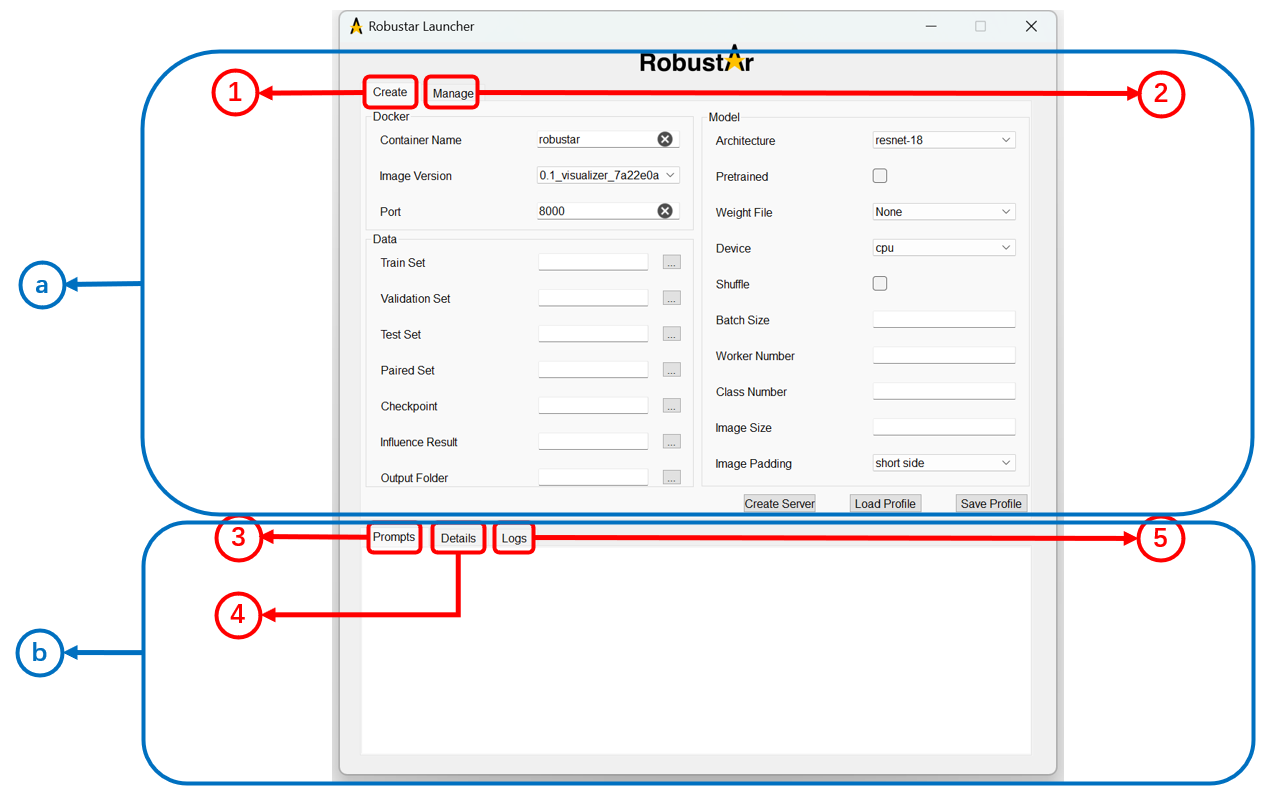 Robustar Launcher
RobustAr
1
Create
Manage
2
Docker
Container Name
robustar
Image Version
0.1_visualizer_7a22e0a
Port
8000
Data
Train Set
...
Validation Set
...
Test Set
...
Paired Set
...
Checkpoint
...
Influence Result
...
Output Folder
...
Model
Architecture
resnet-18
Pretrained
Weight File
None
Device
cpu
Shuffle
Batch Size
Worker Number
Class Number
Image Size
Image Padding
short side
Create Server
Load Profile
Save Profile
a
3
Prompts
Details
Logs
5
4
b